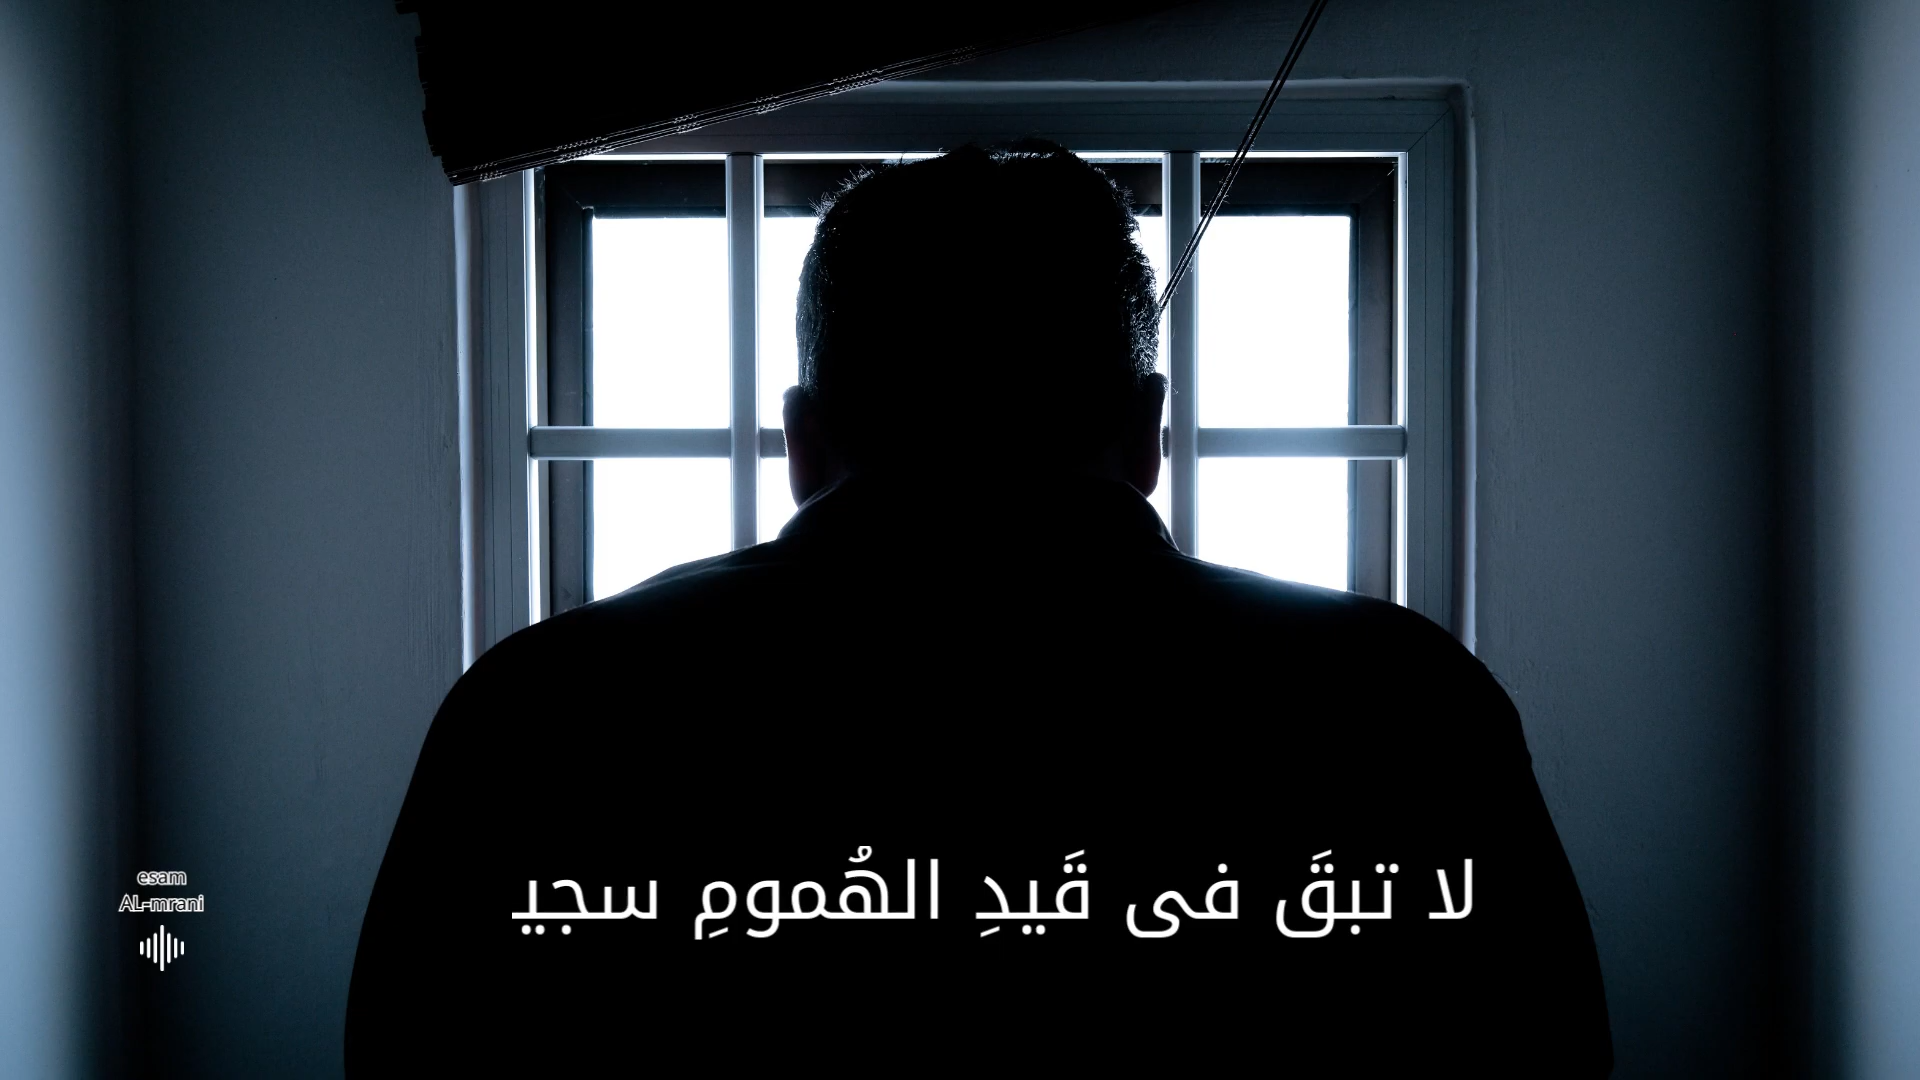 لا تبقَ فى قَيدِ الهُمومِ سجيـ
esam
AL-mrani